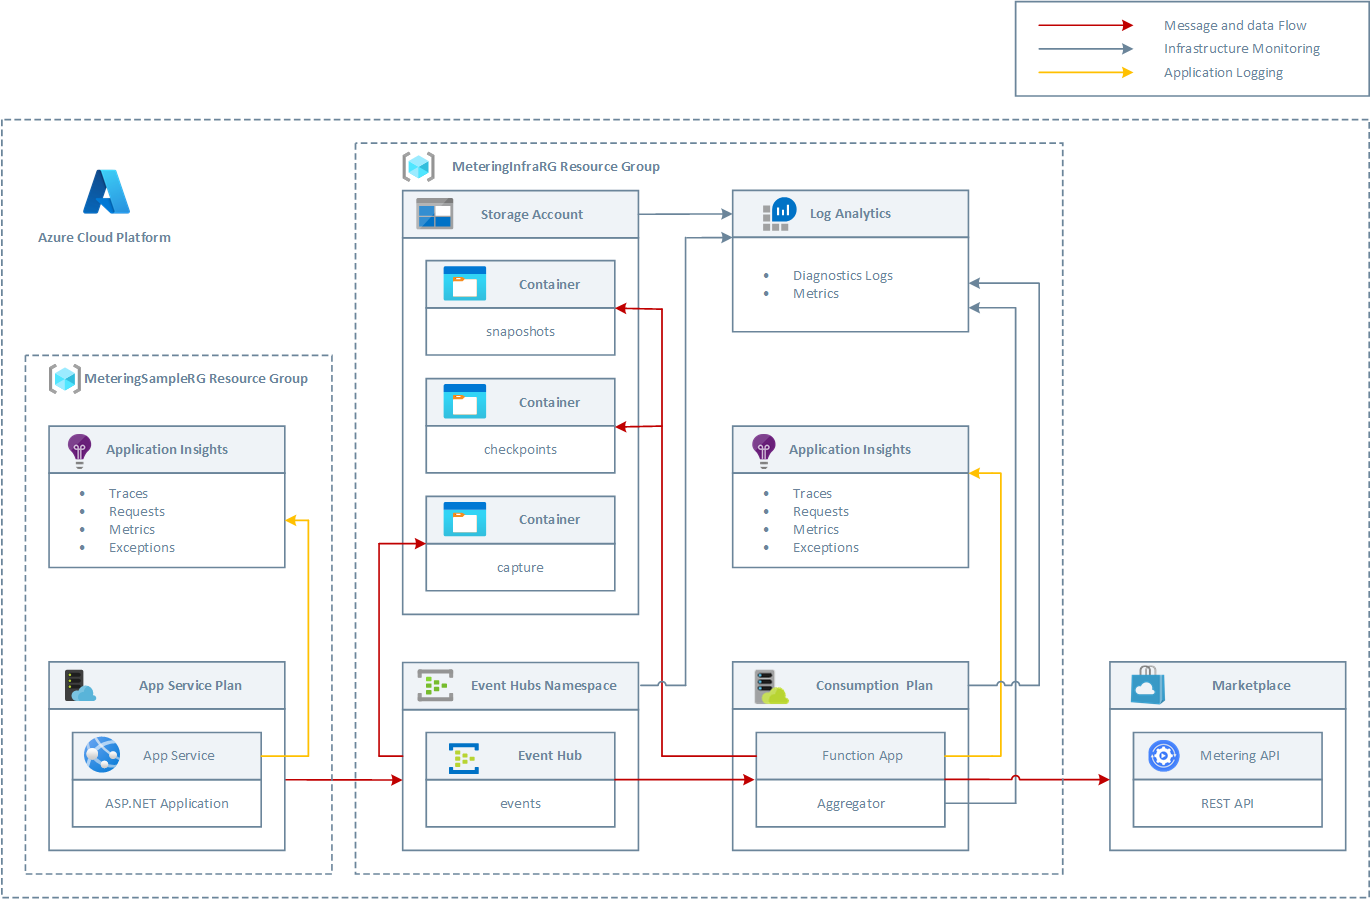 Message and data Flow
Infrastructure Monitoring
Application Logging
Azure Cloud Platform
MeteringInfraRG Resource Group
Storage Account
Container
snaposhots
Container
checkpoints
Container
capture
Log Analytics
• Diagnostics Logs
• Metrics
MeteringSampleRG Resource Group
Application Insights
• Traces
• Requests
• Metrics
• Exceptions
Application Insights
• Traces
• Requests
• Metrics
• Exceptions
App Service Plan
App Service
ASP.NET Application
Event Hubs Namespace
Event Hub
events
Consumption Plan
Function App
Aggregator
Marketplace
Metering API
REST API